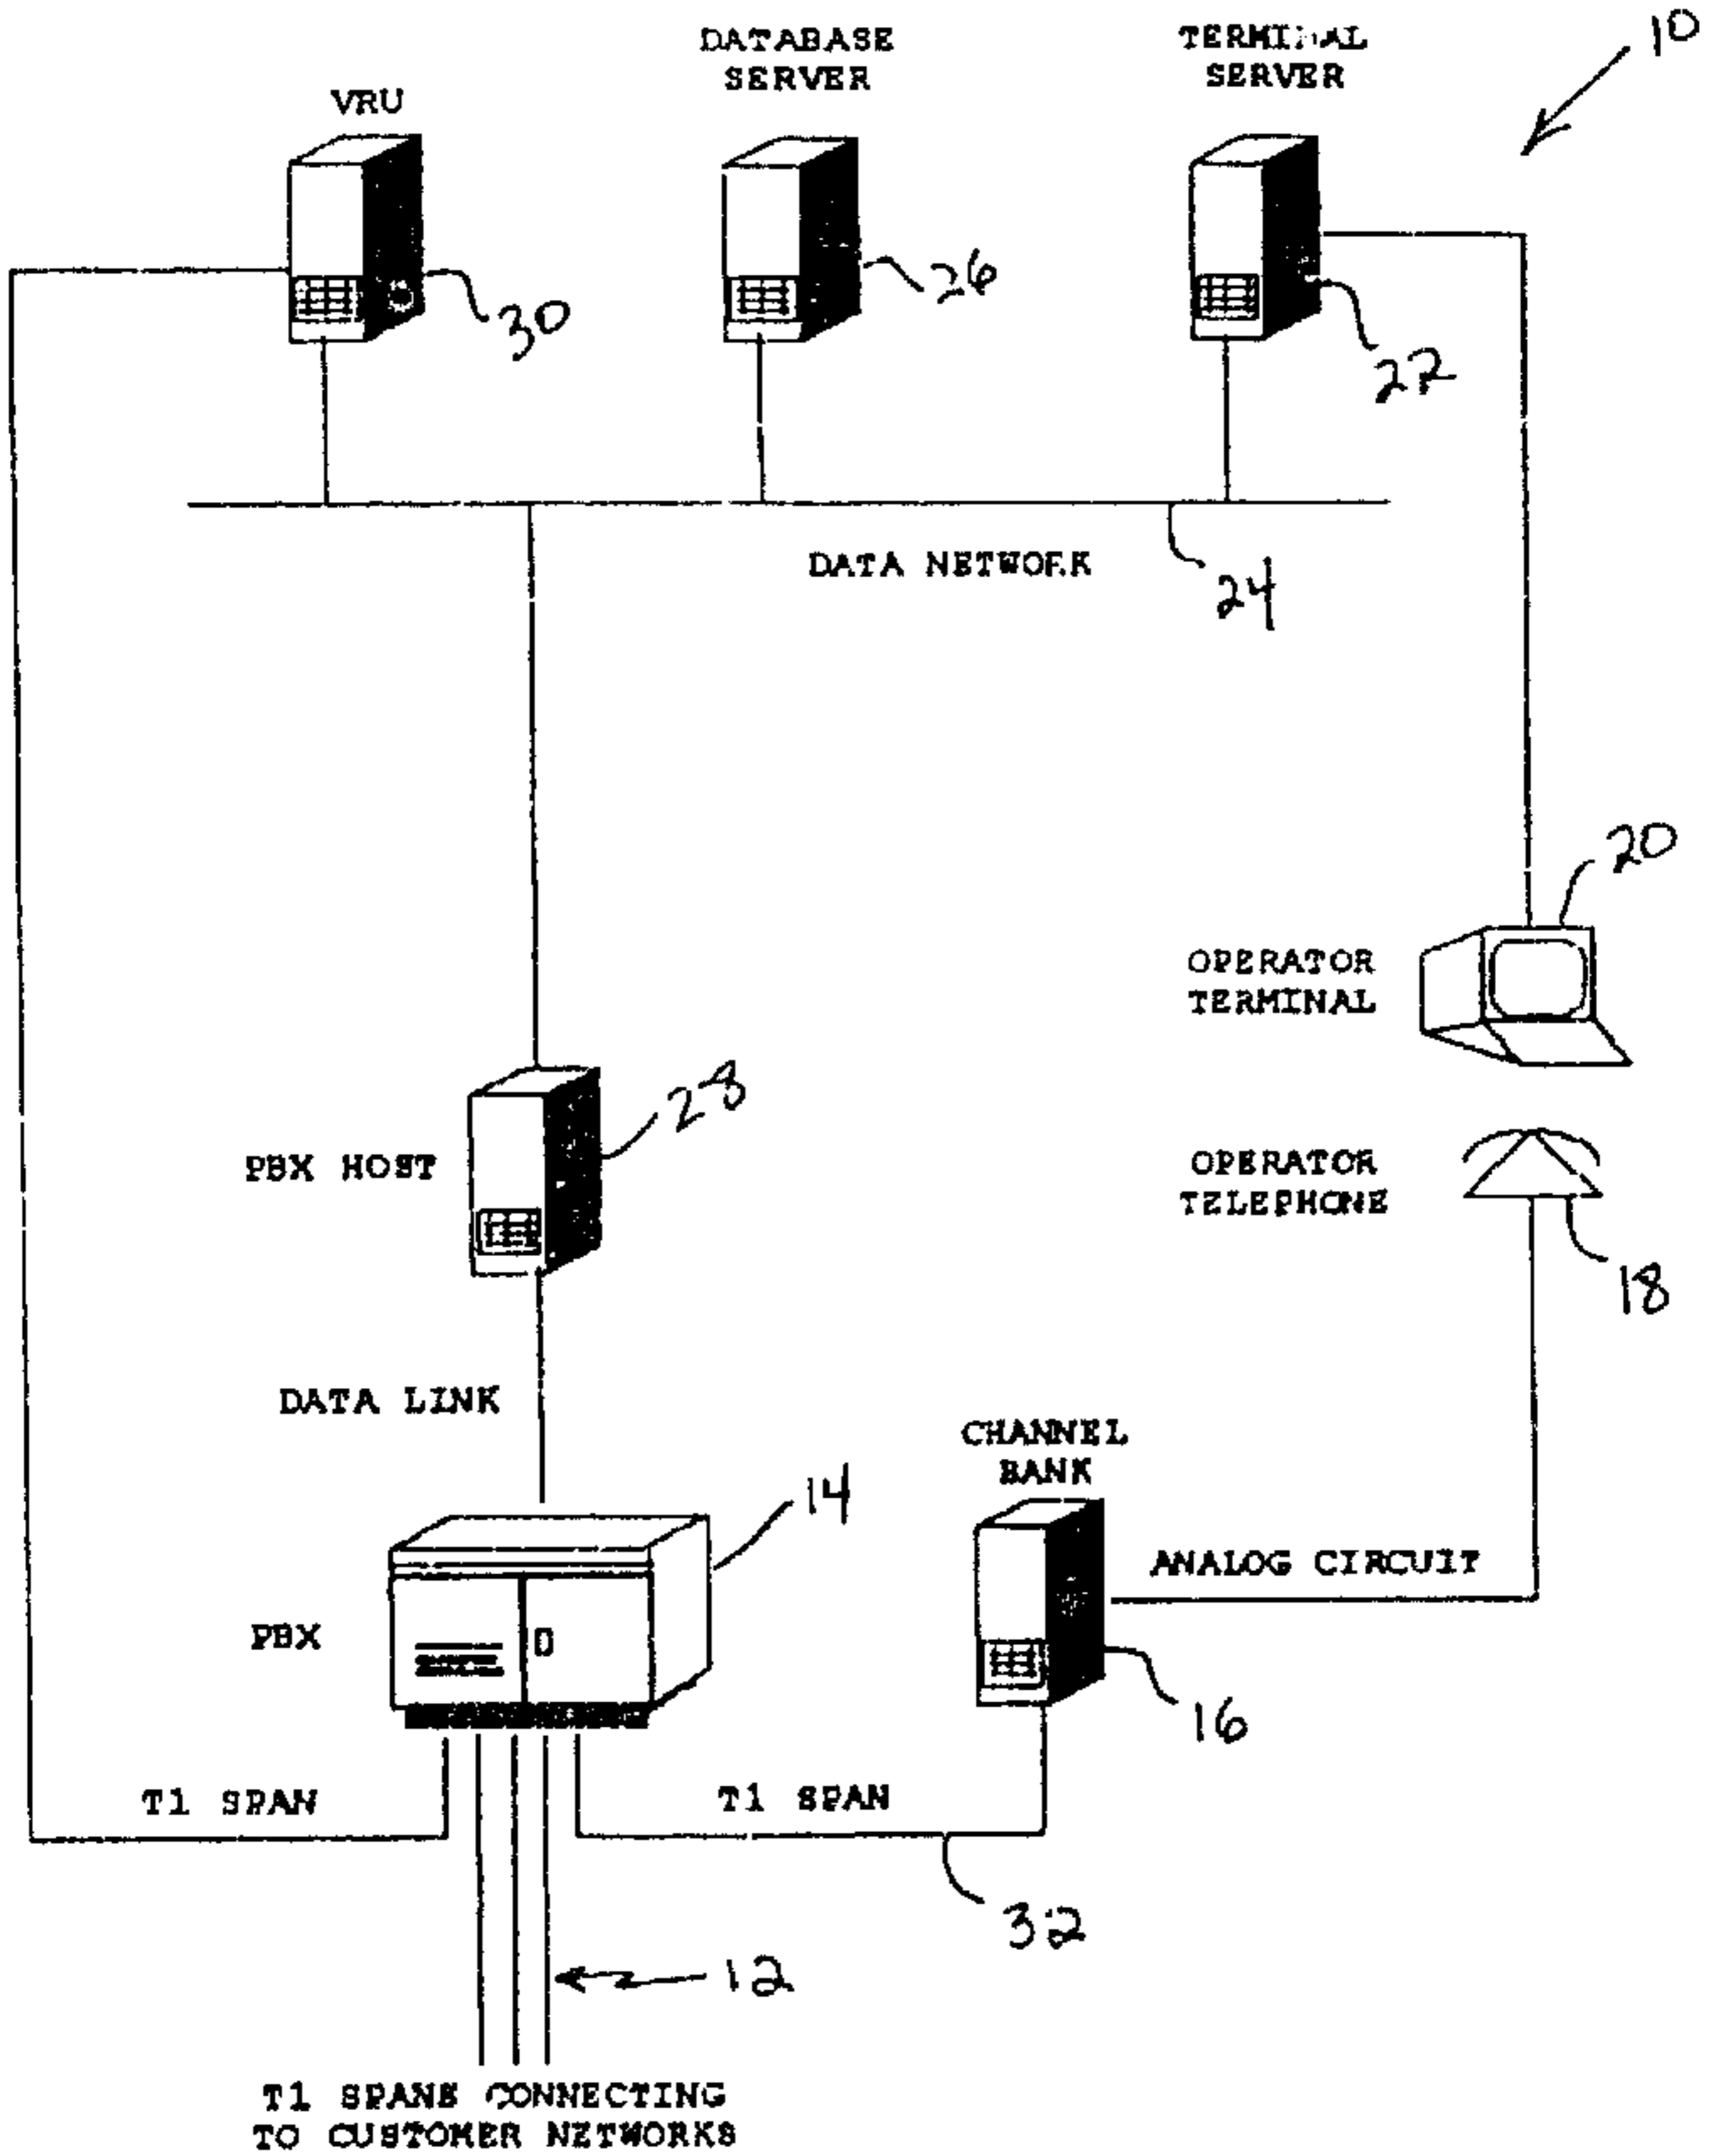 10
DATABASE
SERVER
TERMINAL
SERVER
VRU
30
26
22
DATA NETWORK
24
20
OPERATOR
TERMINAL
28
PBX HOST
OPERATOR
TELEPHONE
18
DATA LINK
CHANNEL
BANK
14
ANALOG CIRCUIT
PBX
16
T1 SPAN
T1 SPAN
32
12
T1 SPANS CONNECTING
TO CUSTOMER NETWORKS